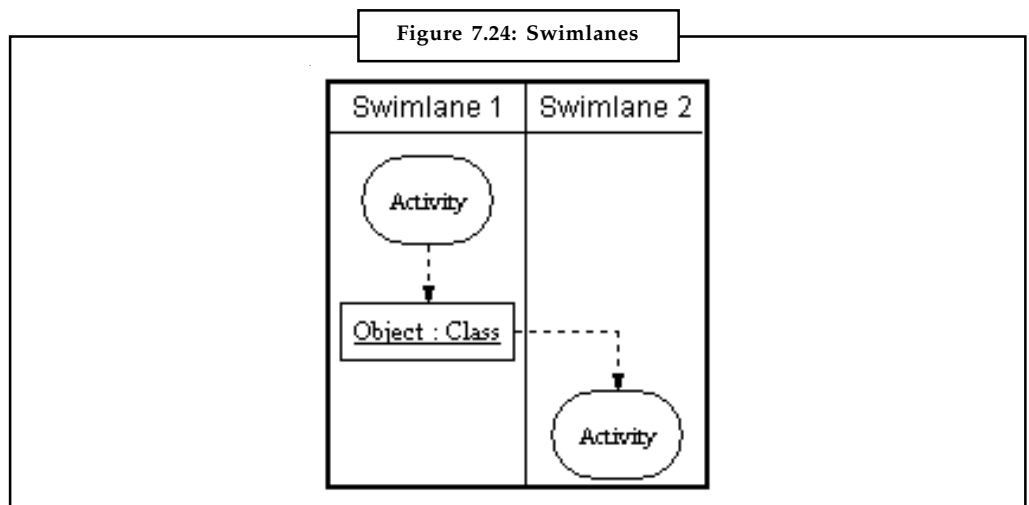 Figure 7.24: Swimlanes
Swimlane 1 Swimlane 2
Activity
Object : Class
Activity